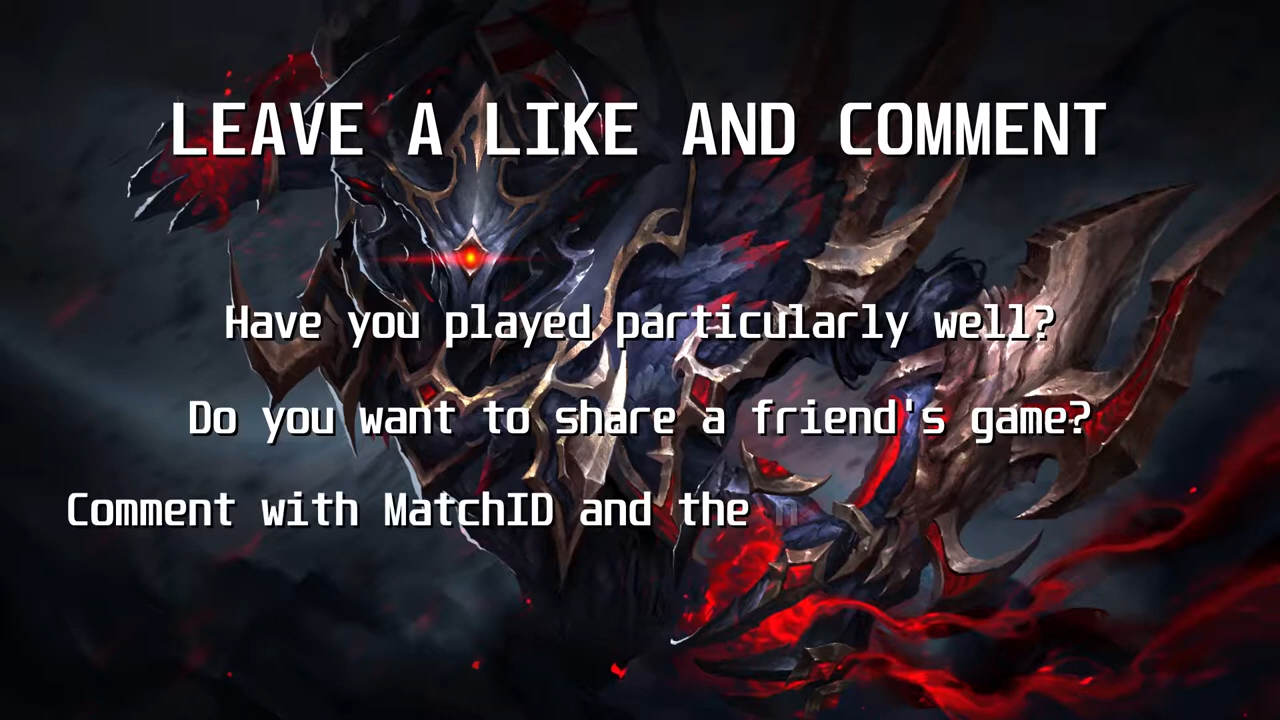 LEAVE A LIKE AND COMMENT
Have you played particularly well?
Do you want to share a friend's game?
Comment with MatchID and the